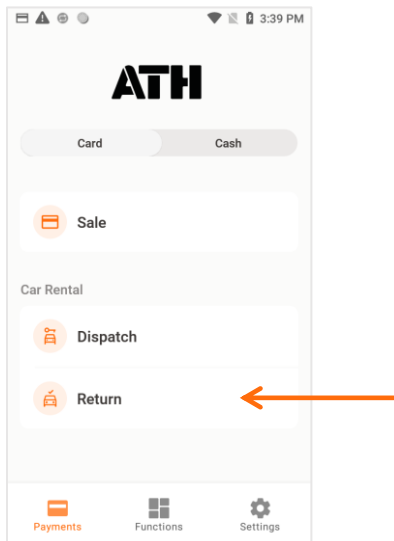 3:39 PM
ATH
Card Cash
Sale
Car Rental
Dispatch
Return
Payments Functions Settings